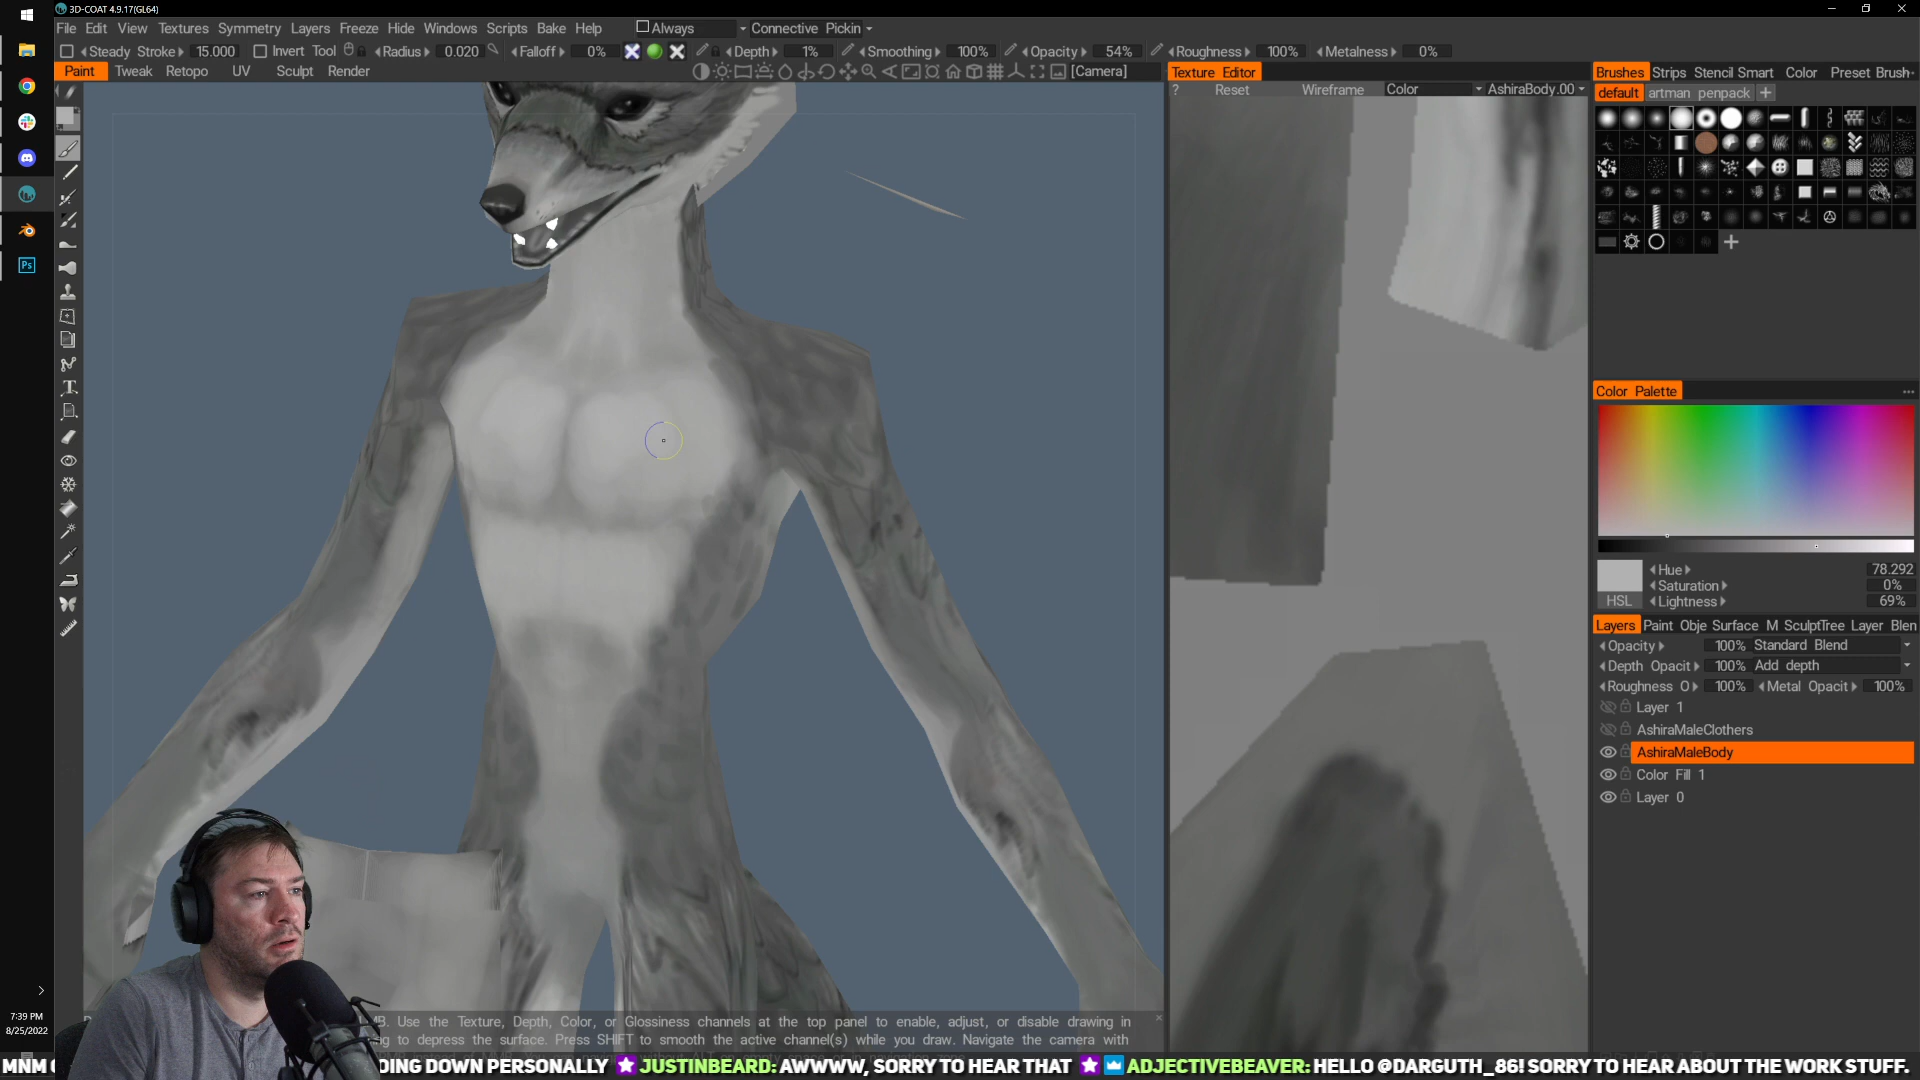 3D-COAT 4.9.17(GL64)
File Edit View Textures Symmetry Layers Freeze Hide Windows Scripts Bake Help Always Connective Pickin
Steady Stroke 15.000 Invert Tool Radius 0.020 Falloff 0% Depth 1% Smoothing 100% Opacity 54% Roughness 100% Metalness 0%
Paint Tweak Retopo UV Sculpt Render [Camera]
Texture Editor
? Reset Wireframe Color AshiraBody.00
Brushes Strips Stencil Smart Color Preset Brush
default artman penpack +
Color Palette
Hue 78.292
Saturation 0%
HSL Lightness 69%
Layers Paint Obje Surface M SculptTree Layer Blen
Opacity 100% Standard Blend
Depth Opacit 100% Add depth
Roughness O 100% Metal Opacit 100%
Layer 1
AshiraMaleClothers
AshiraMaleBody
Color Fill 1
Layer 0
Ps
7:39 PM
8/25/2022
MB. Use the Texture, Depth, Color, or Glossiness channels at the top panel to enable, adjust, or disable drawing in
to depress the surface. Press SHIFT to smooth the active channel(s) while you draw. Navigate the camera with
MNM
DING DOWN PERSONALLY JUSTINBEARD: AWWWW, SORRY TO HEAR THAT ADJECTIVEBEAVER: HELLO @DARGUTH_86! SORRY TO HEAR ABOUT THE WORK STUFF.